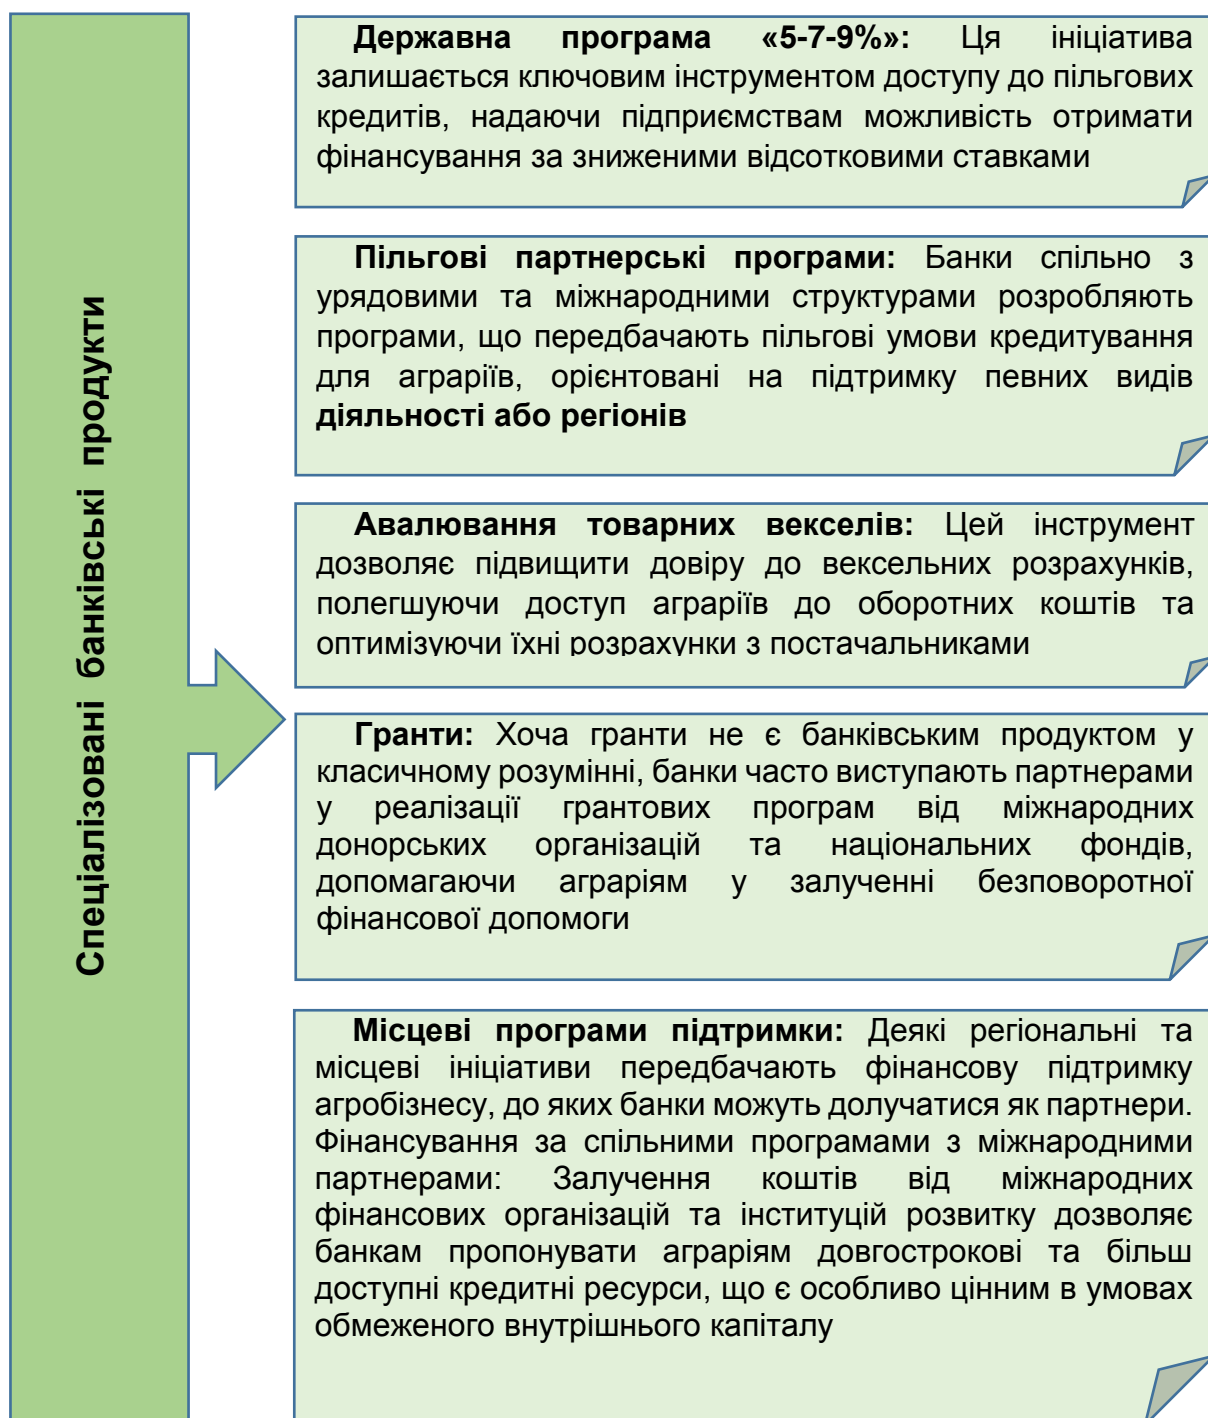 Спеціалізовані банківські продукти
Державна програма «5-7-9%»: Ця ініціатива
залишається ключовим інструментом доступу до пільгових
кредитів, надаючи підприємствам можливість отримати
фінансування за зниженими відсотковими ставками
Пільгові партнерські програми: Банки спільно з
урядовими та міжнародними структурами розробляють
програми, що передбачають пільгові умови кредитування
для аграріїв, орієнтовані на підтримку певних видів
діяльності або регіонів
Авалювання товарних векселів: Цей інструмент
дозволяє підвищити довіру до вексельних розрахунків,
полегшуючи доступ аграріїв до оборотних коштів та
оптимізуючи їхні розрахунки з постачальниками
Гранти: Хоча гранти не є банківським продуктом у
класичному розумінні, банки часто виступають партнерами
у реалізації грантових програм від міжнародних
донорських організацій та національних фондів,
допомагаючи аграріям у залученні безповоротної
фінансової допомоги
Місцеві програми підтримки: Деякі регіональні та
місцеві ініціативи передбачають фінансову підтримку
агробізнесу, до яких банки можуть долучатися як партнери.
Фінансування за спільними програмами з міжнародними
партнерами: Залучення коштів від міжнародних
фінансових організацій та інституцій розвитку дозволяє
банкам пропонувати аграріям довгострокові та більш
доступні кредитні ресурси, що є особливо цінним в умовах
обмеженого внутрішнього капіталу